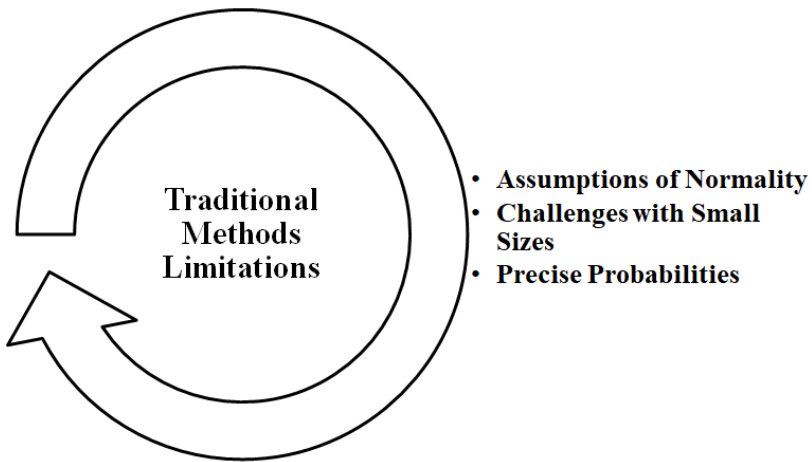 Traditional
Methods
Limitations
• Assumptions of Normality
• Challenges with Small
Sizes
• Precise Probabilities